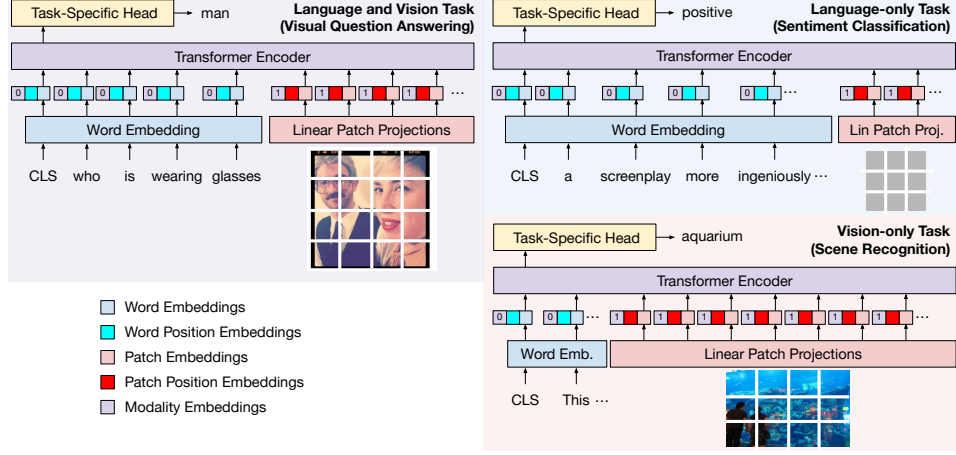 Task-Specific Head
man
Language and Vision Task
(Visual Question Answering)
Transformer Encoder
0 0 0 0 0 1 1 1 1 ...
Word Embedding
Linear Patch Projections
CLS who is wearing glasses
Word Embeddings
Word Position Embeddings
Patch Embeddings
Patch Position Embeddings
Modality Embeddings
Task-Specific Head
positive
Language-only Task
(Sentiment Classification)
Transformer Encoder
0 0 0 0 0 ... 1 1 ...
Word Embedding
Lin Patch Proj.
CLS a screenplay more ingeniously ...
Task-Specific Head
aquarium
Vision-only Task
(Scene Recognition)
Transformer Encoder
0 0 ... 1 1 1 1 1 1 1 ...
Word Emb.
Linear Patch Projections
CLS This ...